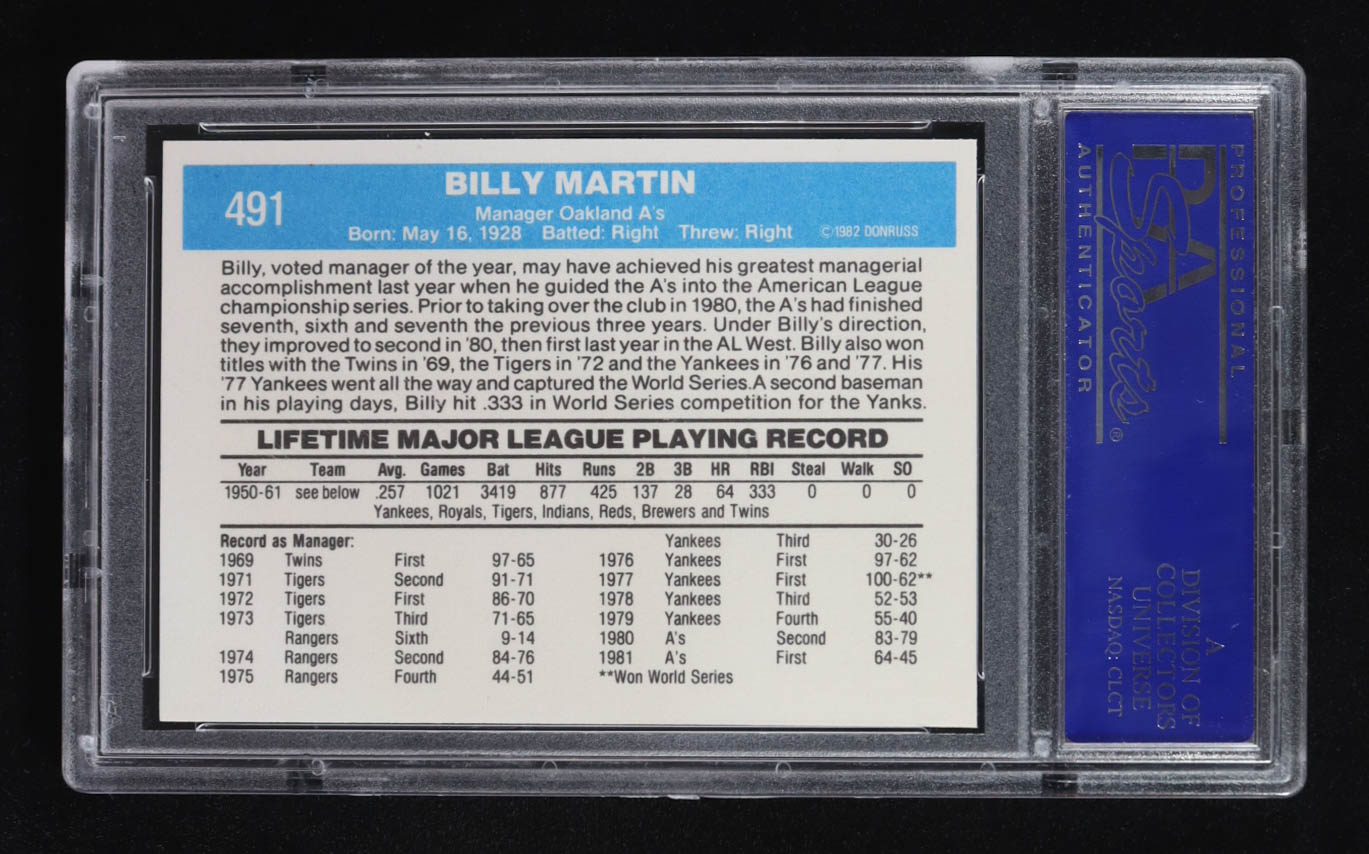 491
BILLY MARTIN
Manager Oakland A's
Born: May 16, 1928 Batted: Right Threw: Right ©1982 DONRUSS
Billy, voted manager of the year, may have achieved his greatest managerial
accomplishment last year when he guided the A's into the American League
championship series. Prior to taking over the club in 1980, the A's had finished
seventh, sixth and seventh the previous three years. Under Billy's direction,
they improved to second in '80, then first last year in the AL West. Billy also won
titles with the Twins in '69, the Tigers in '72 and the Yankees in '76 and '77. His
'77 Yankees went all the way and captured the World Series. A second baseman
in his playing days, Billy hit .333 in World Series competition for the Yanks.
LIFETIME MAJOR LEAGUE PLAYING RECORD
Year Team Avg. Games Bat Hits Runs 2B 3B HR RBI Steal Walk SO
1950-61 see below .257 1021 3419 877 425 137 28 64 333 0 0 0
Yankees, Royals, Tigers, Indians, Reds, Brewers and Twins
Record as Manager:
1969 Twins First 97-65
1971 Tigers Second 91-71
1972 Tigers First 86-70
1973 Tigers Third 71-65
Rangers Sixth 9-14
1974 Rangers Second 84-76
1975 Rangers Fourth 44-51
Yankees Third 30-26
1976 Yankees First 97-62
1977 Yankees First 100-62**
1978 Yankees Third 52-53
1979 Yankees Fourth 55-40
1980 A's Second 83-79
1981 A's First 64-45
**Won World Series
PROFESSIONAL
PSA
Sports®
AUTHENTICATOR
A
DIVISION OF
COLLECTORS
UNIVERSE
NASDAQ: CLCT